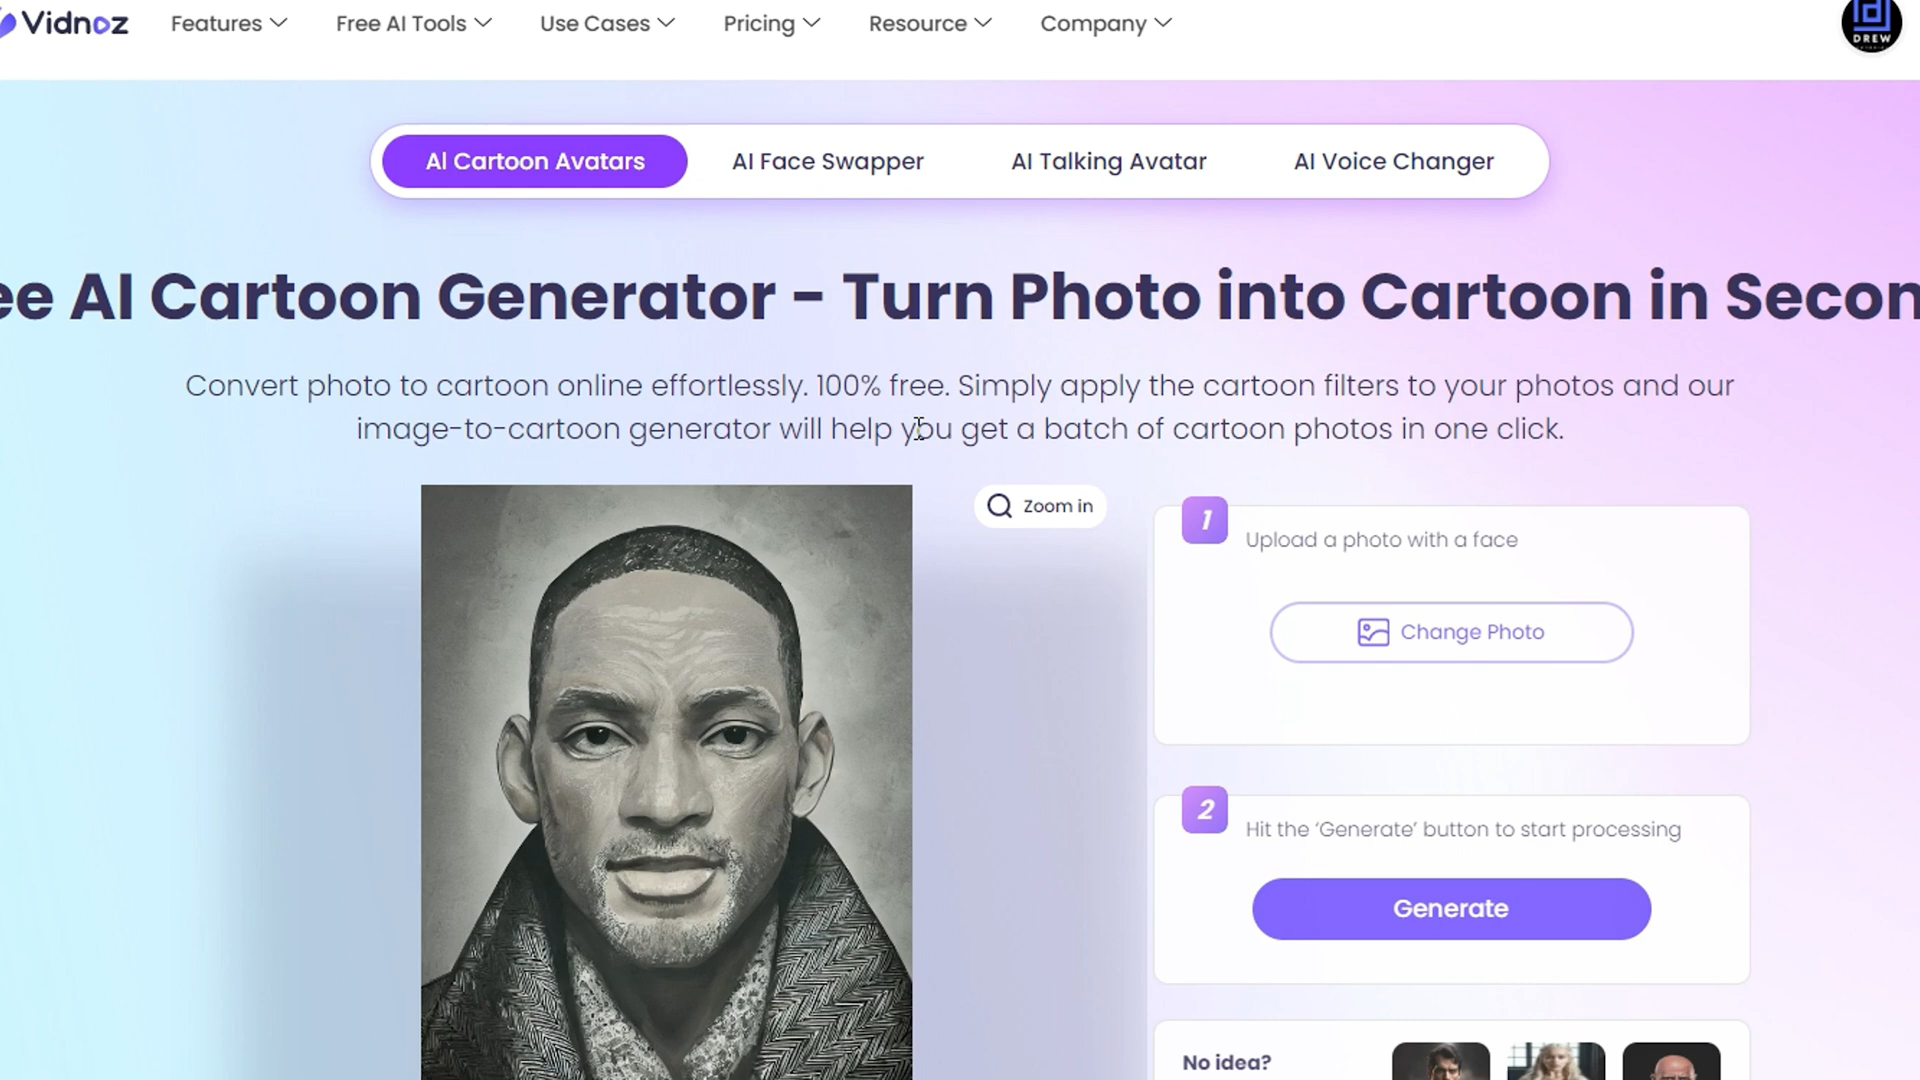 Vidnoz
Features
Free AI Tools
Use Cases
Pricing
Resource
Company
DREW
AI Cartoon Avatars
AI Face Swapper
AI Talking Avatar
AI Voice Changer
ee AI Cartoon Generator - Turn Photo into Cartoon in Secon
Convert photo to cartoon online effortlessly. 100% free. Simply apply the cartoon filters to your photos and our
image-to-cartoon generator will help you get a batch of cartoon photos in one click.
Zoom in
1
Upload a photo with a face
Change Photo
2
Hit the ‘Generate’ button to start processing
Generate
No idea?